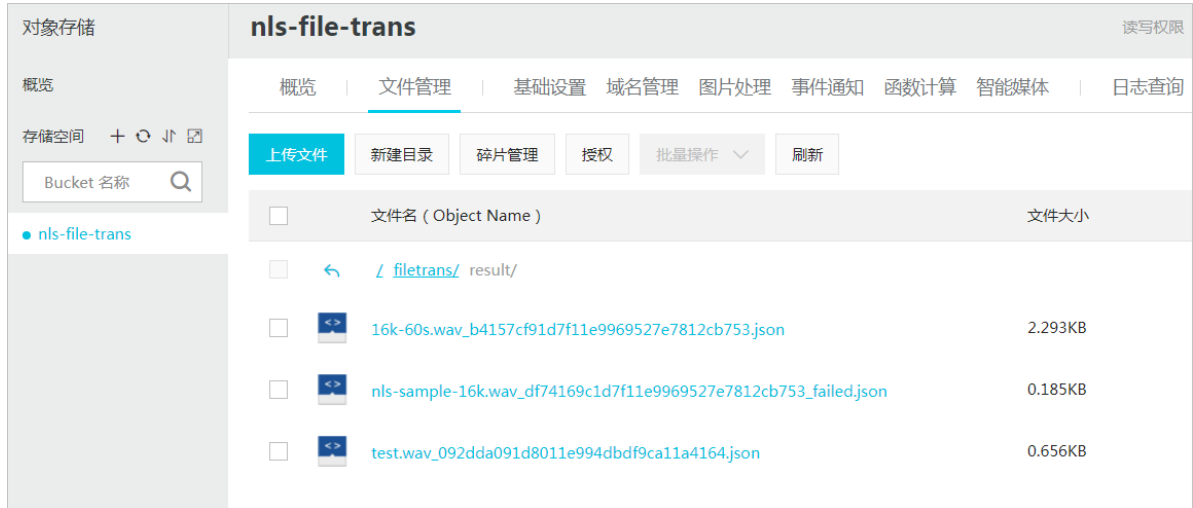 对象存储
nls-file-trans
读写权限
概览
概览 文件管理 基础设置 域名管理 图片处理 事件通知 函数计算 智能媒体 日志查询
存储空间
上传文件 新建目录 碎片管理 授权 批量操作 刷新
Bucket 名称
文件名 ( Object Name ) 文件大小
nls-file-trans
/ filetrans/ result/
16k-60s.wav_b4157cf91d7f11e9969527e7812cb753.json 2.293KB
nls-sample-16k.wav_df74169c1d7f11e9969527e7812cb753_failed.json 0.185KB
test.wav_092dda091d8011e994dbdf9ca11a4164.json 0.656KB